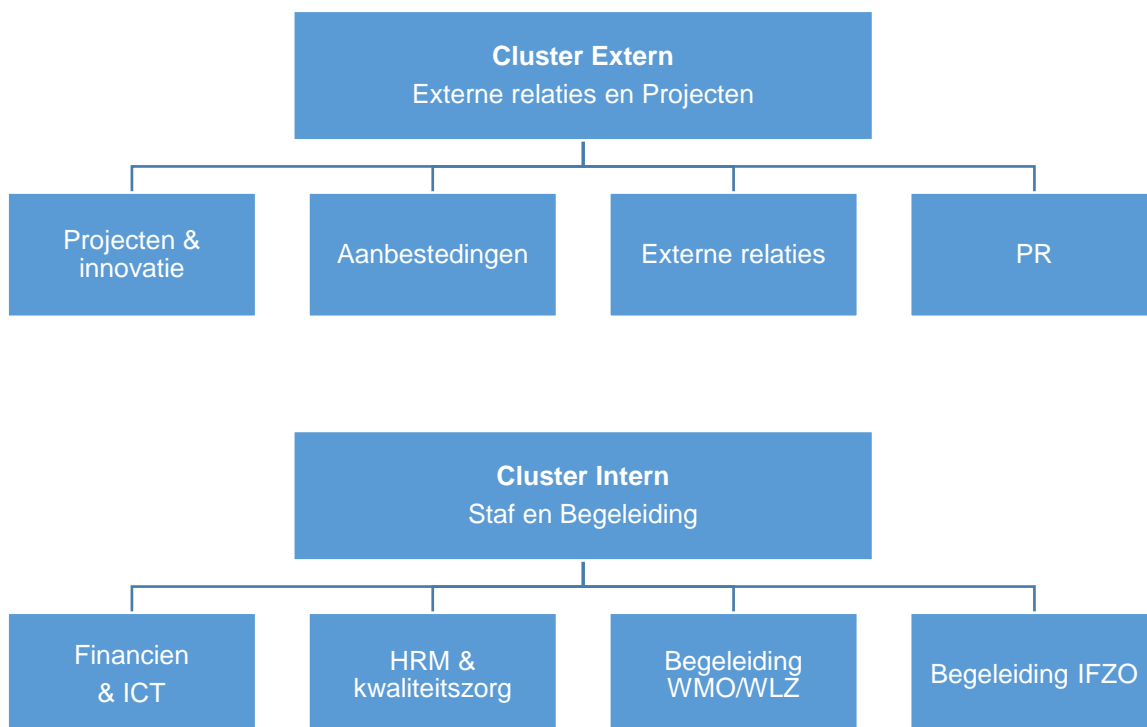 Cluster Extern
Externe relaties en Projecten
Projecten &
innovatie
Aanbestedingen
Externe relaties
PR
Cluster Intern
Staf en Begeleiding
Financien
& ICT
HRM &
kwaliteitszorg
Begeleiding
WMO/WLZ
Begeleiding IFZO